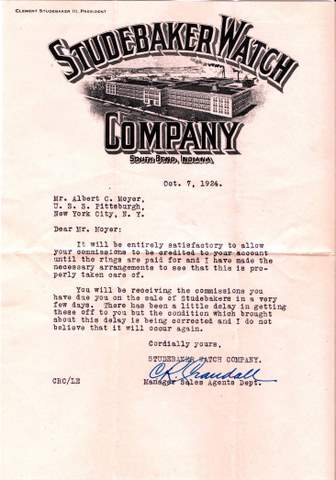 Clement Studebaker III, President
STUDEBAKER WATCH
COMPANY
South Bend, Indiana.
Oct. 7, 1924.
Mr. Albert C. Moyer,
U. S. S. Pittsburgh,
New York City, N. Y.
Dear Mr. Moyer:
It will be entirely satisfactory to allow
your commissions to be credited to your account
until the rings are paid for and I have made the
necessary arrangements to see that this is pro-
perly taken care of.
You will be receiving the commissions you
have due you on the sale of Studebakers in a very
few days. There has been a little delay in getting
these off to you but the condition which brought
about this delay is being corrected and I do not
believe that it will occur again.
Cordially yours,
STUDEBAKER WATCH COMPANY.
C R. Crandall
CRC/LE Manager Sales Agents Dept.